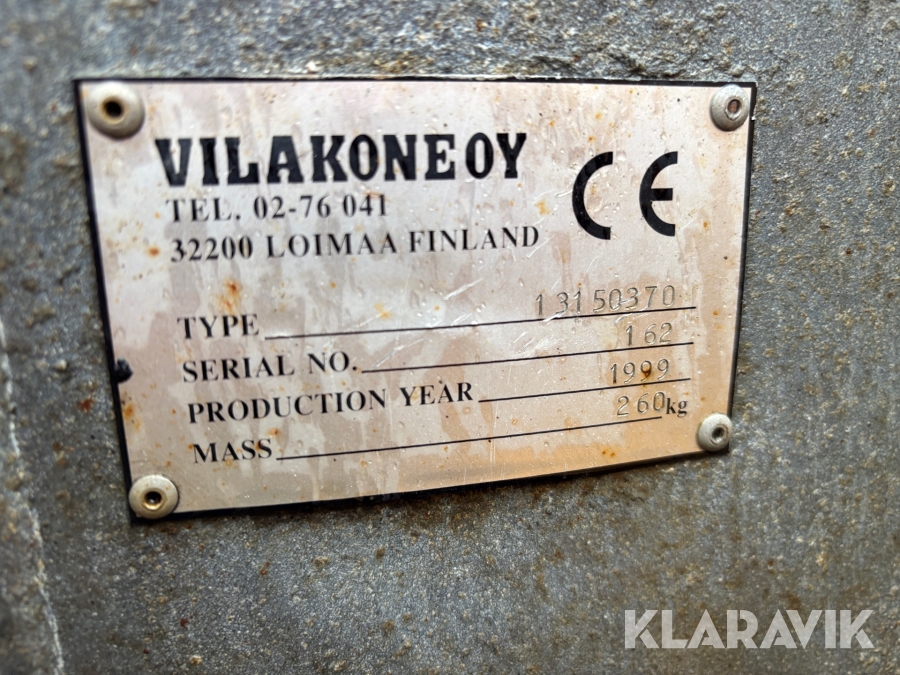 VILAKONE OY
TEL. 02-76 041
32200 LOIMAA FINLAND
CE
TYPE 13150370
SERIAL NO. 162
PRODUCTION YEAR 1999
MASS 260kg
KLARAVIK